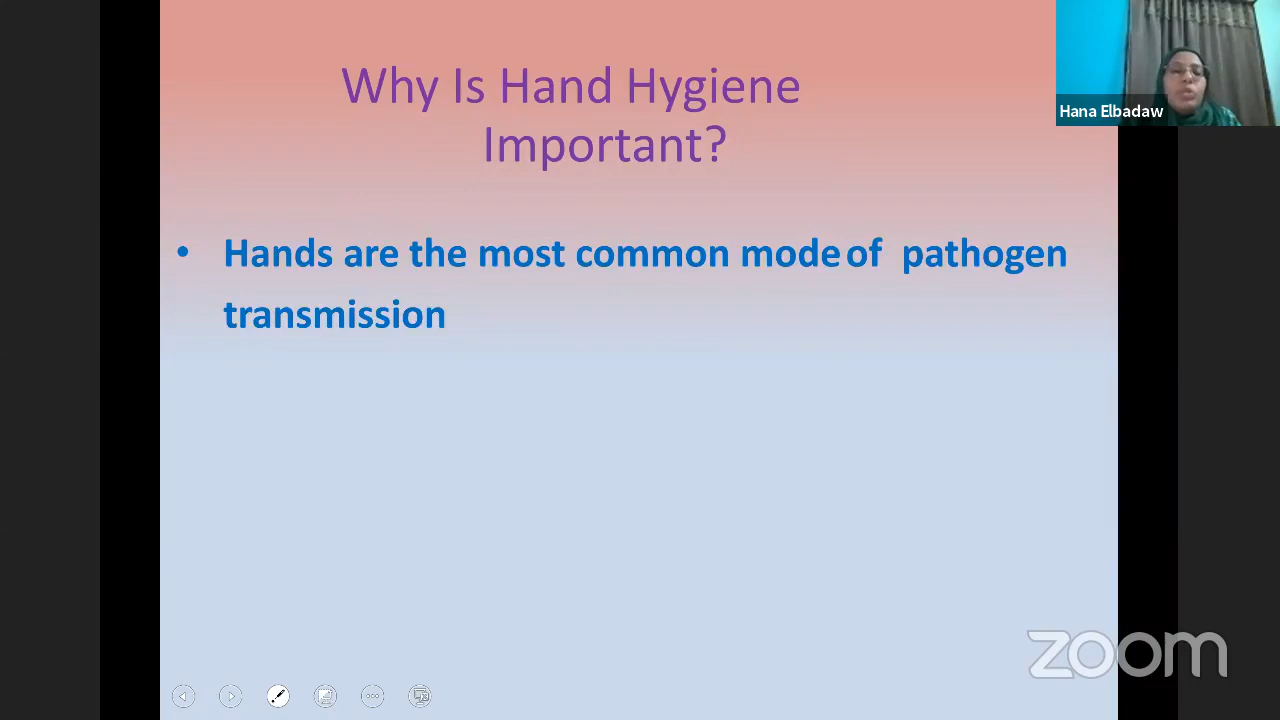 Why Is Hand Hygiene
Important?
Hana Elbadaw
• Hands are the most common mode of pathogen
transmission
zoom